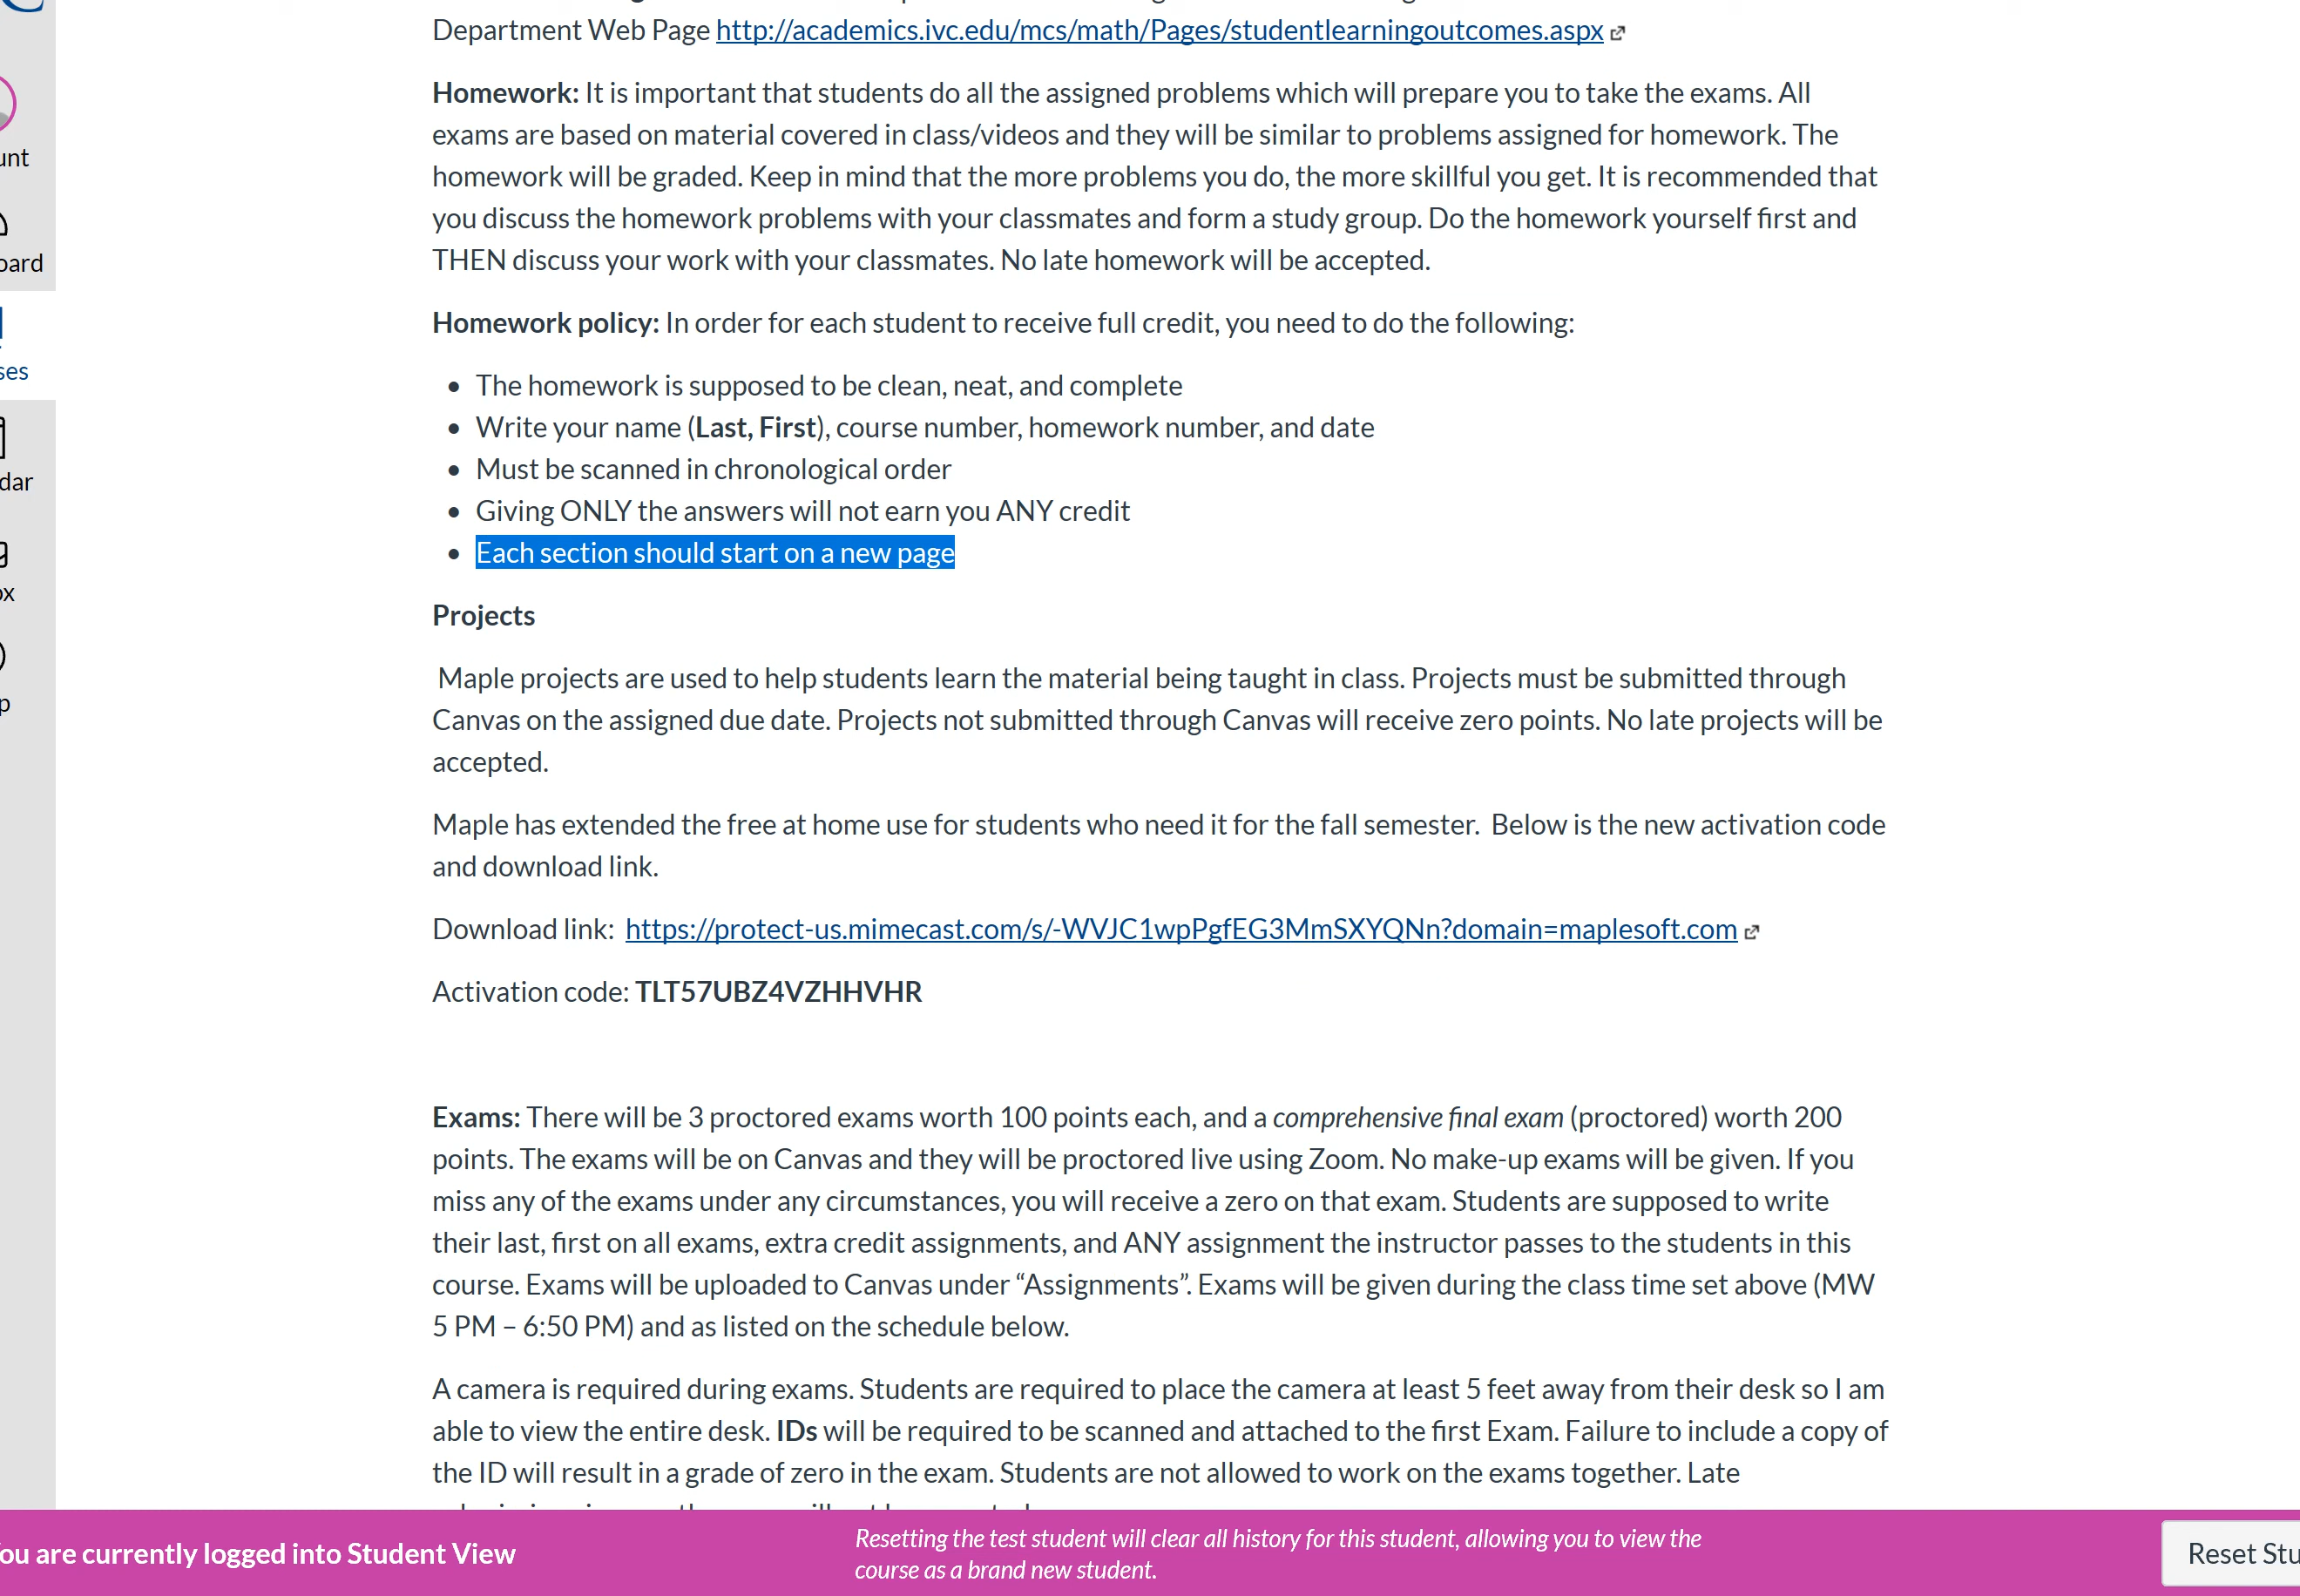 Department Web Page http://academics.ivc.edu/mcs/math/Pages/studentlearningoutcomes.aspx
Homework: It is important that students do all the assigned problems which will prepare you to take the exams. All
exams are based on material covered in class/videos and they will be similar to problems assigned for homework. The
homework will be graded. Keep in mind that the more problems you do, the more skillful you get. It is recommended that
you discuss the homework problems with your classmates and form a study group. Do the homework yourself first and
THEN discuss your work with your classmates. No late homework will be accepted.
Homework policy: In order for each student to receive full credit, you need to do the following:
• The homework is supposed to be clean, neat, and complete
• Write your name (Last, First), course number, homework number, and date
• Must be scanned in chronological order
• Giving ONLY the answers will not earn you ANY credit
• Each section should start on a new page
Projects
Maple projects are used to help students learn the material being taught in class. Projects must be submitted through
Canvas on the assigned due date. Projects not submitted through Canvas will receive zero points. No late projects will be
accepted.
Maple has extended the free at home use for students who need it for the fall semester.  Below is the new activation code
and download link.
Download link:  https://protect-us.mimecast.com/s/-WVJC1wpPgfEG3MmSXYQNn?domain=maplesoft.com
Activation code: TLT57UBZ4VZHHVHR
Exams: There will be 3 proctored exams worth 100 points each, and a comprehensive final exam (proctored) worth 200
points. The exams will be on Canvas and they will be proctored live using Zoom. No make-up exams will be given. If you
miss any of the exams under any circumstances, you will receive a zero on that exam. Students are supposed to write
their last, first on all exams, extra credit assignments, and ANY assignment the instructor passes to the students in this
course. Exams will be uploaded to Canvas under “Assignments”. Exams will be given during the class time set above (MW
5 PM – 6:50 PM) and as listed on the schedule below.
A camera is required during exams. Students are required to place the camera at least 5 feet away from their desk so I am
able to view the entire desk. IDs will be required to be scanned and attached to the first Exam. Failure to include a copy of
the ID will result in a grade of zero in the exam. Students are not allowed to work on the exams together. Late
unt
oard
ses
dar
ox
p
ou are currently logged into Student View
Resetting the test student will clear all history for this student, allowing you to view the
course as a brand new student.
Reset Stu